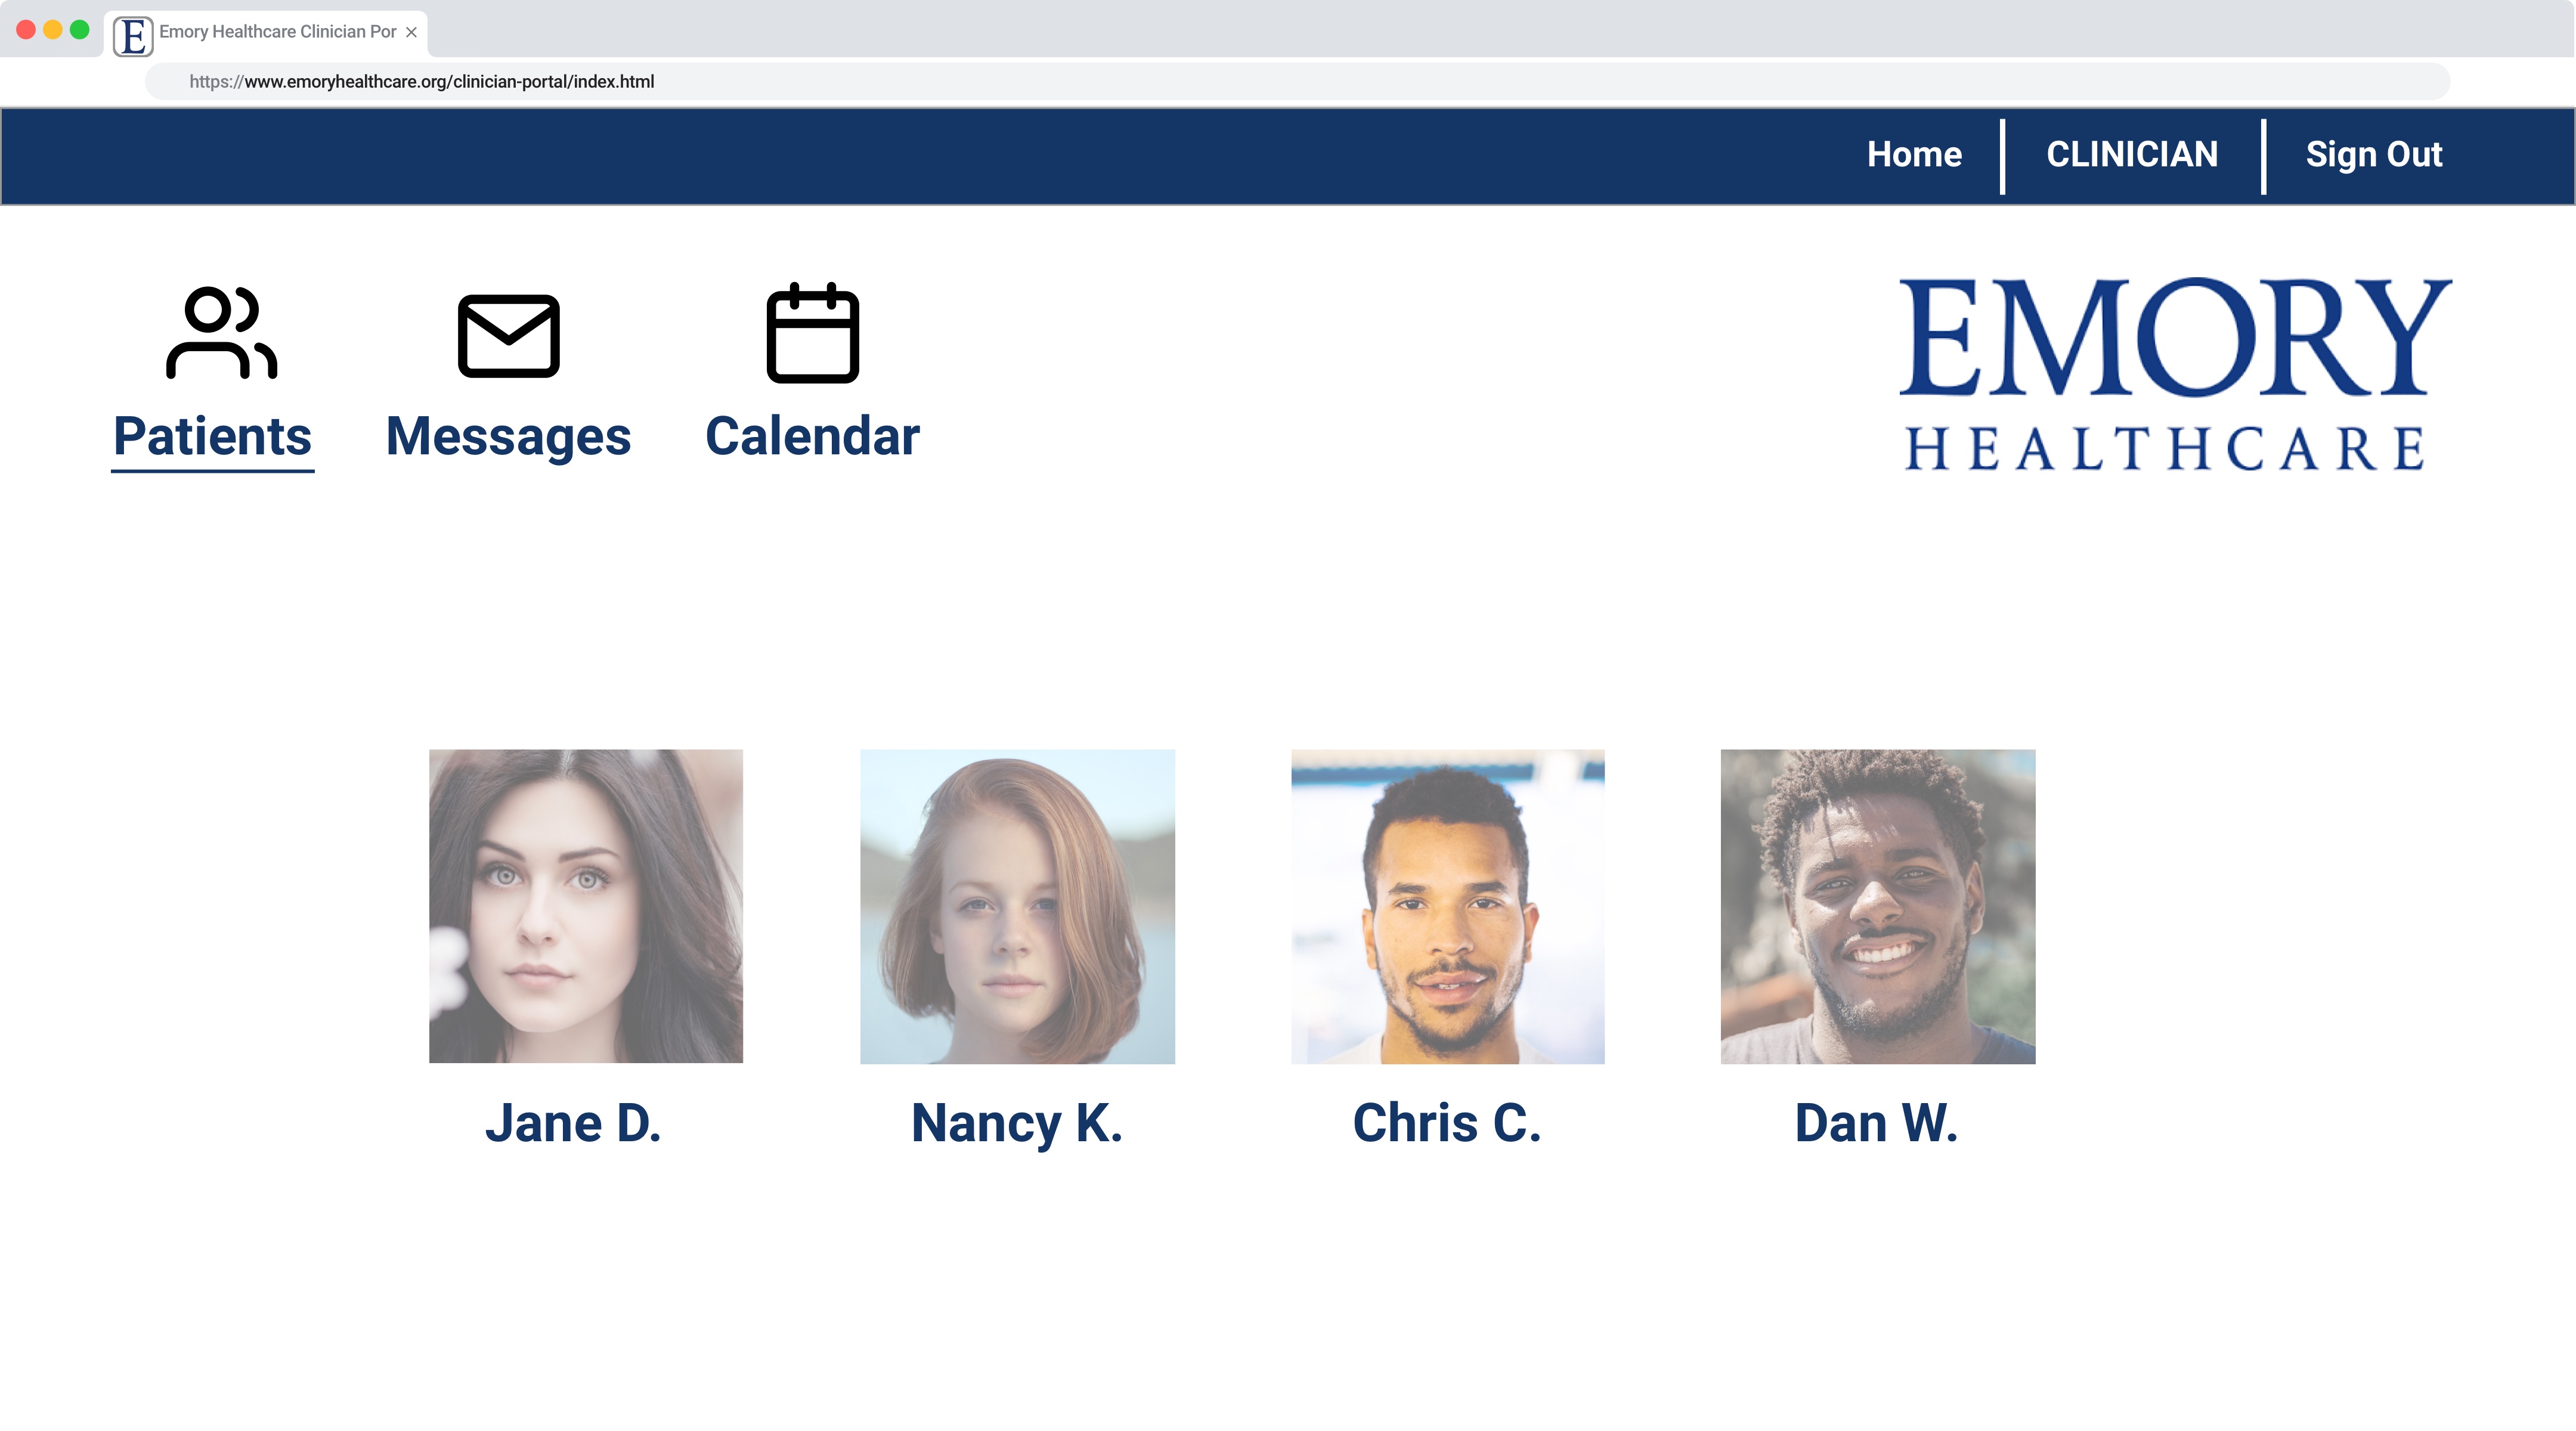 E Emory Healthcare Clinician Por
https://www.emoryhealthcare.org/clinician-portal/index.html
Home CLINICIAN Sign Out
EMORY
HEALTHCARE
Patients Messages Calendar
Jane D. Nancy K. Chris C. Dan W.